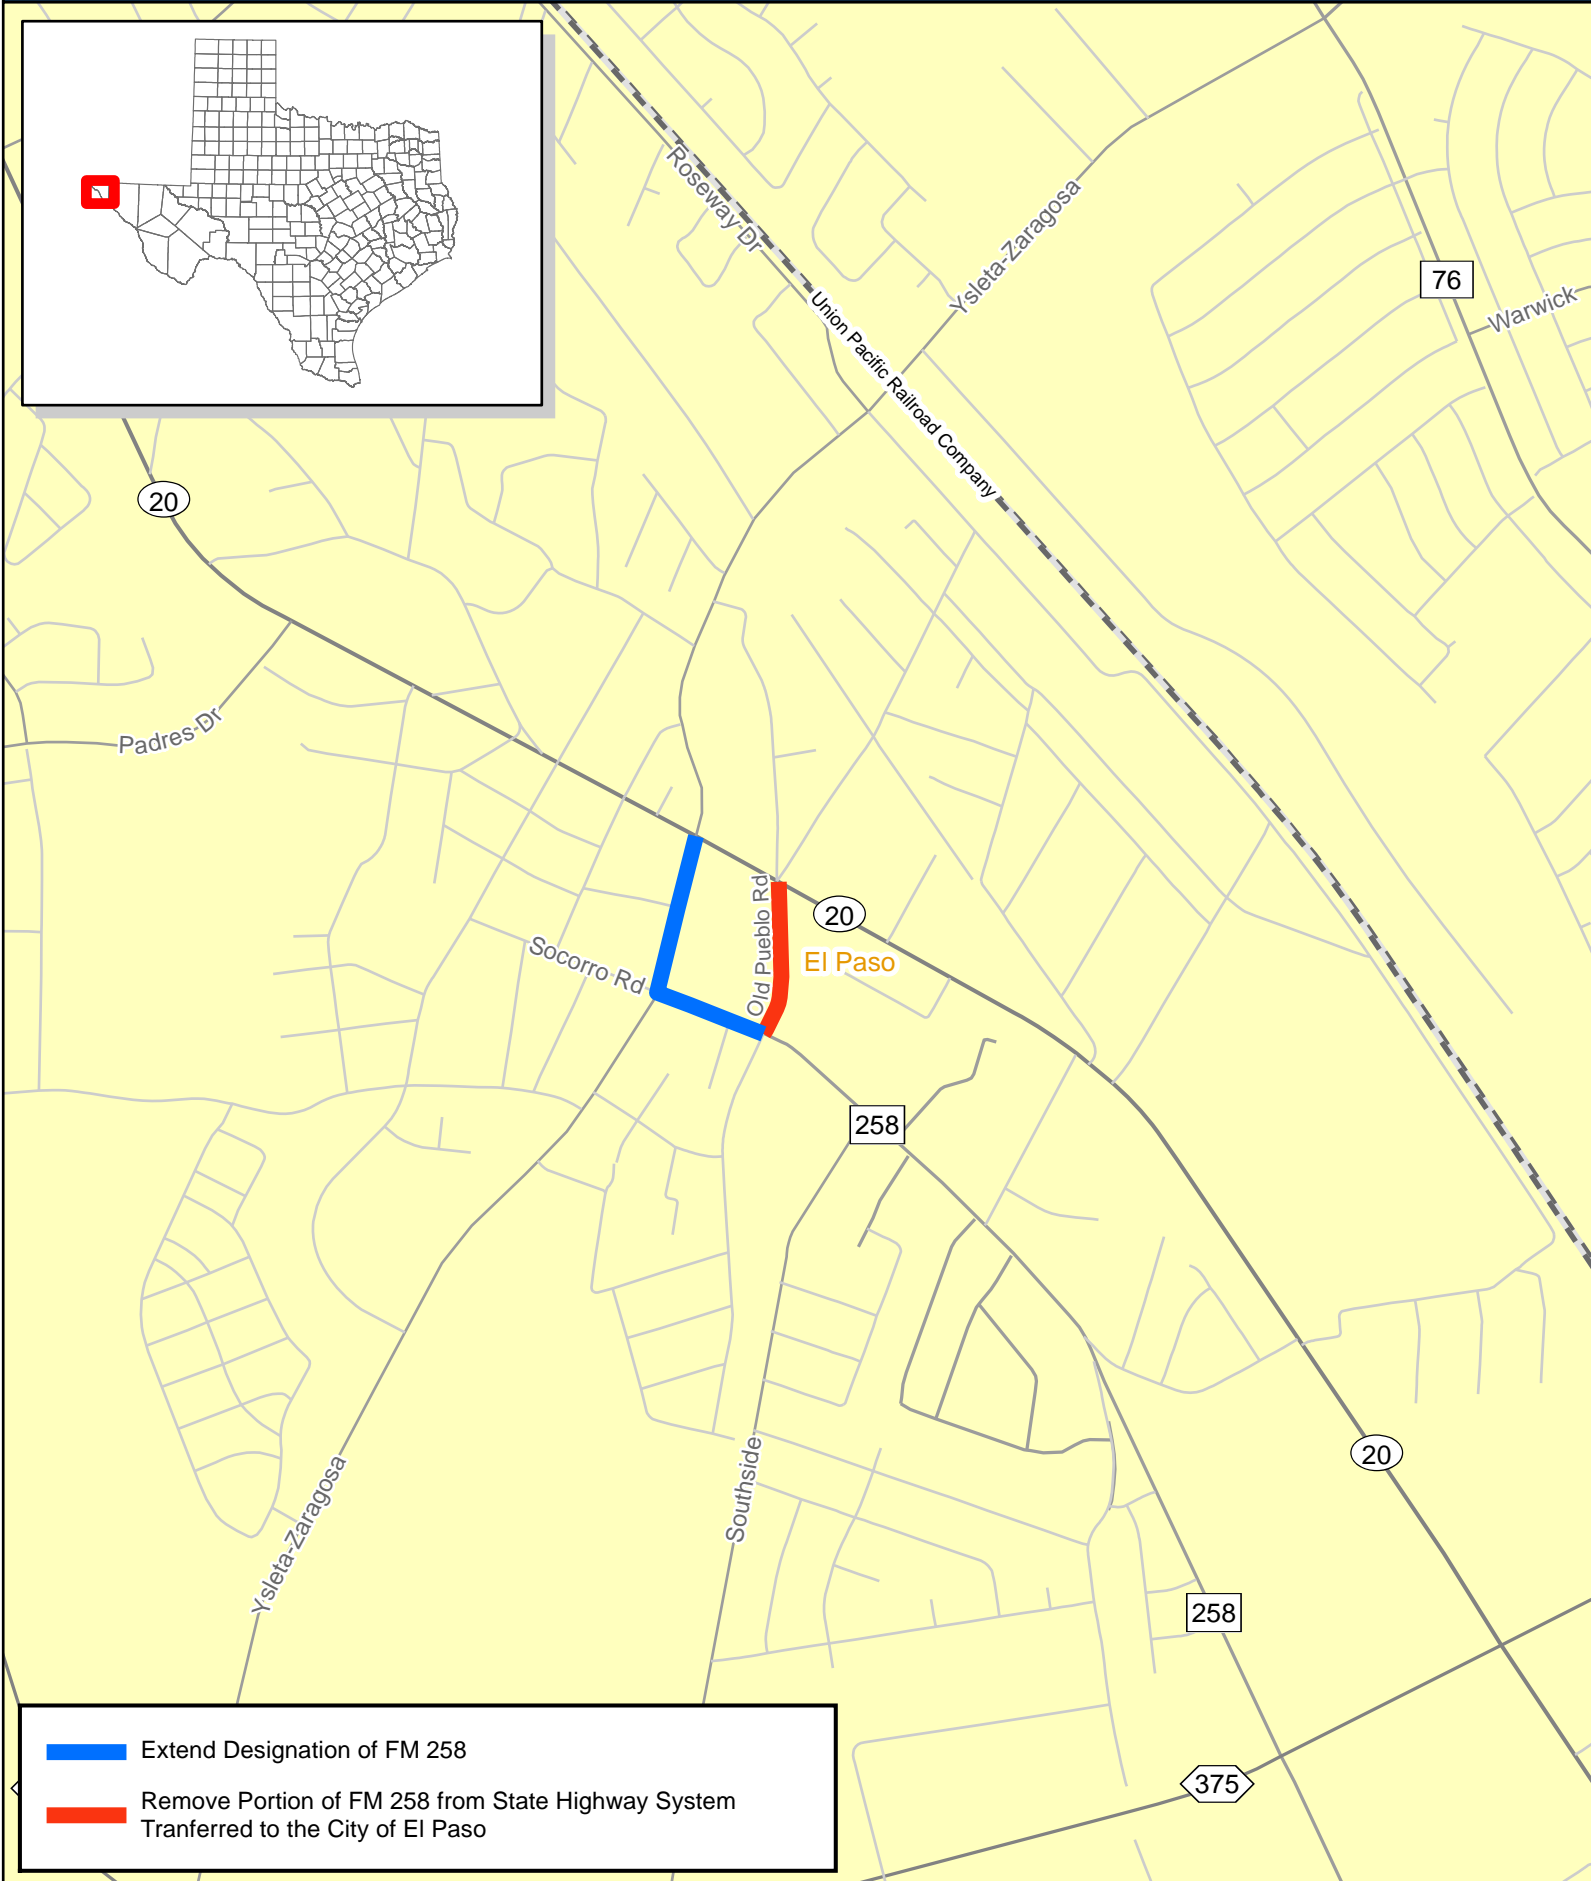 Roseway Dr
Ysleta-Zaragosa
76
Warwick
Union Pacific Railroad Company
20
Padres Dr
Old Pueblo Rd
20
El Paso
Socorro Rd
258
Southside
20
Ysleta-Zaragosa
258
375
Extend Designation of FM 258
Remove Portion of FM 258 from State Highway System
Tranferred to the City of El Paso